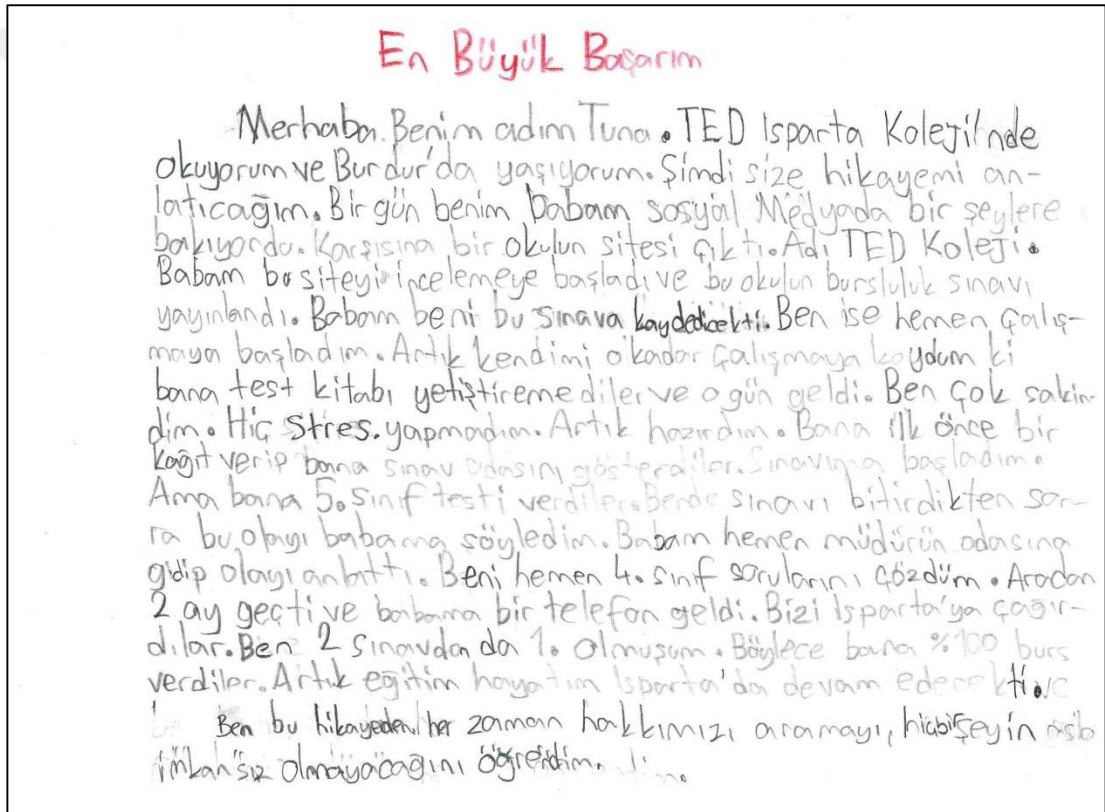 En Büyük Başarım
Merhaba. Benim adım Tuna. TED Isparta Koleji'nde
okuyorum ve Burdur'da yaşıyorum. Şimdi size hikayemi an-
latıcağım. Bir gün benim babam sosyal Medyada bir şeylere
bakıyordu. Karşısına bir okulun sitesi çıktı. Adı TED Koleji.
Babam bu siteyi incelemeye başladı ve bu okulun bursluluk sınavı
yayınlandı. Babam beni bu sınava kaydedicekti. Ben ise hemen çalış-
maya başladım. Artık kendimi o kadar çalışmaya koydum ki
bana test kitabı yetiştiremediler ve o gün geldi. Ben çok sakin-
dim. Hiç stres. yapmadım. Artık hazırdım. Bana ilk önce bir
kağıt verip bana sınav odasını gösterdiler. Sınavıma başladım.
Ama bana 5. sınıf testi verdiler. Bende sınavı bitirdikten son-
ra bu olayı babama söyledim. Babam hemen müdürün odasına
gidip olayı anlattı. Beni hemen 4. sınıf sorularını çözdüm. Aradan
2 ay geçti ve babama bir telefon geldi. Bizi Isparta'ya çağır-
dılar. Ben 2 sınavda da 1. olmuşum. Böylece bana %100 burs
verdiler. Artık eğitim hayatım Isparta'da devam edecekti.
Ben bu hikayeden her zaman hakkımızı aramayı, hiçbirşeyin asla
imkansız olmayacağını öğrendim.